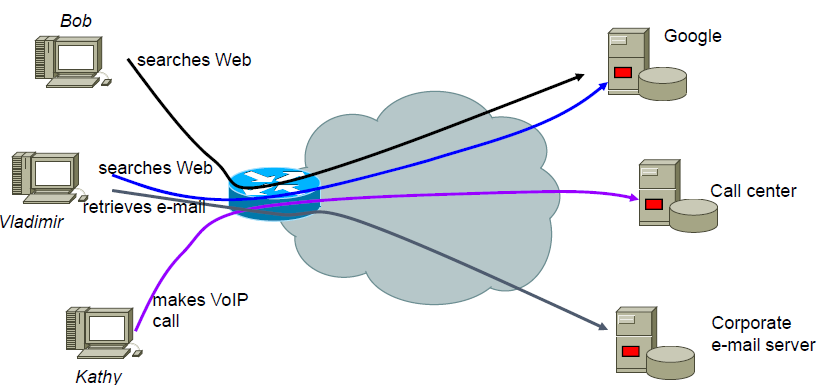 Bob
searches Web
Google
searches Web
retrieves e-mail
Vladimir
Call center
makes VoIP
call
Kathy
Corporate
e-mail server